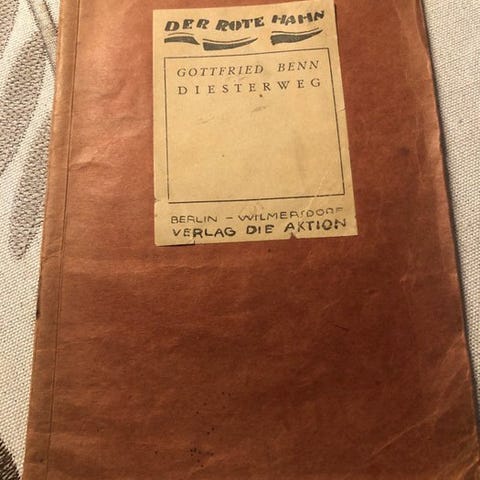 DER ROTE HAHN
GOTTFRIED BENN
DIESTERWEG
BERLIN – WILMERSDORF
VERLAG DIE AKTION